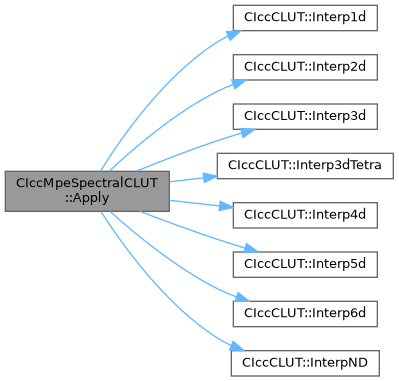 CIccMpeSpectralCLUT
::Apply
CIccCLUT::Interp1d
CIccCLUT::Interp2d
CIccCLUT::Interp3d
CIccCLUT::Interp3dTetra
CIccCLUT::Interp4d
CIccCLUT::Interp5d
CIccCLUT::Interp6d
CIccCLUT::InterpND